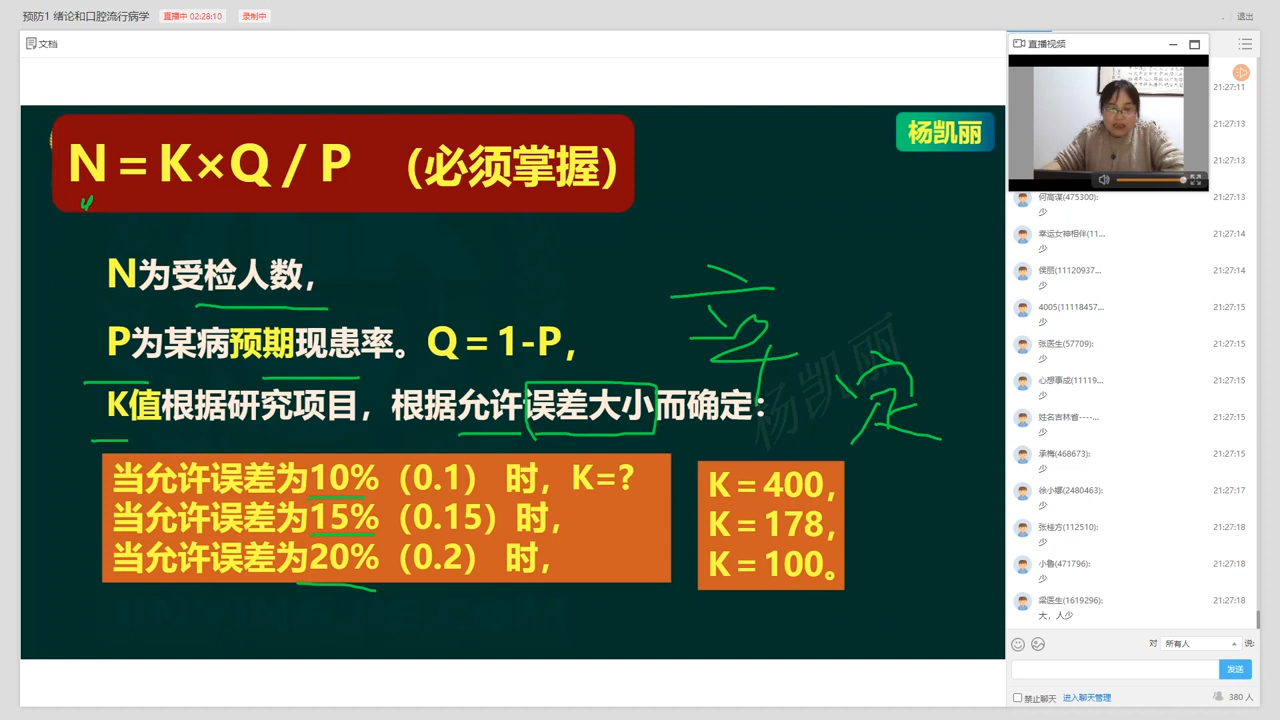 预防1 绪论和口腔流行病学
直播中 02:28:10
录制中
退出
文档
直播视频
杨凯丽
N＝K×Q / P （必须掌握）
N为受检人数，
P为某病预期现患率。Q＝1-P，
K值根据研究项目，根据允许误差大小而确定：
当允许误差为10%（0.1） 时，K=?
当允许误差为15%（0.15）时，
当允许误差为20%（0.2） 时，
K＝400，
K＝178，
K＝100。
杨凯丽
率
定
21:27:11
21:27:13
21:27:13
何高谋(475300):
21:27:13
少
幸运女神相伴(11...
21:27:14
少
侯丽(11120937...
21:27:14
少
4005(11118457...
21:27:15
少
张医生(57709):
21:27:15
少
心想事成(11119...
21:27:15
少
姓名吉林省----...
21:27:15
少
承梅(468673):
21:27:15
少
徐小娜(2480463):
21:27:17
少
张桂方(112510):
21:27:18
少
小鲁(471796):
21:27:18
少
梁医生(1619296):
21:27:18
大，人少
对 所有人 说:
发送
禁止聊天 进入聊天管理
380 人